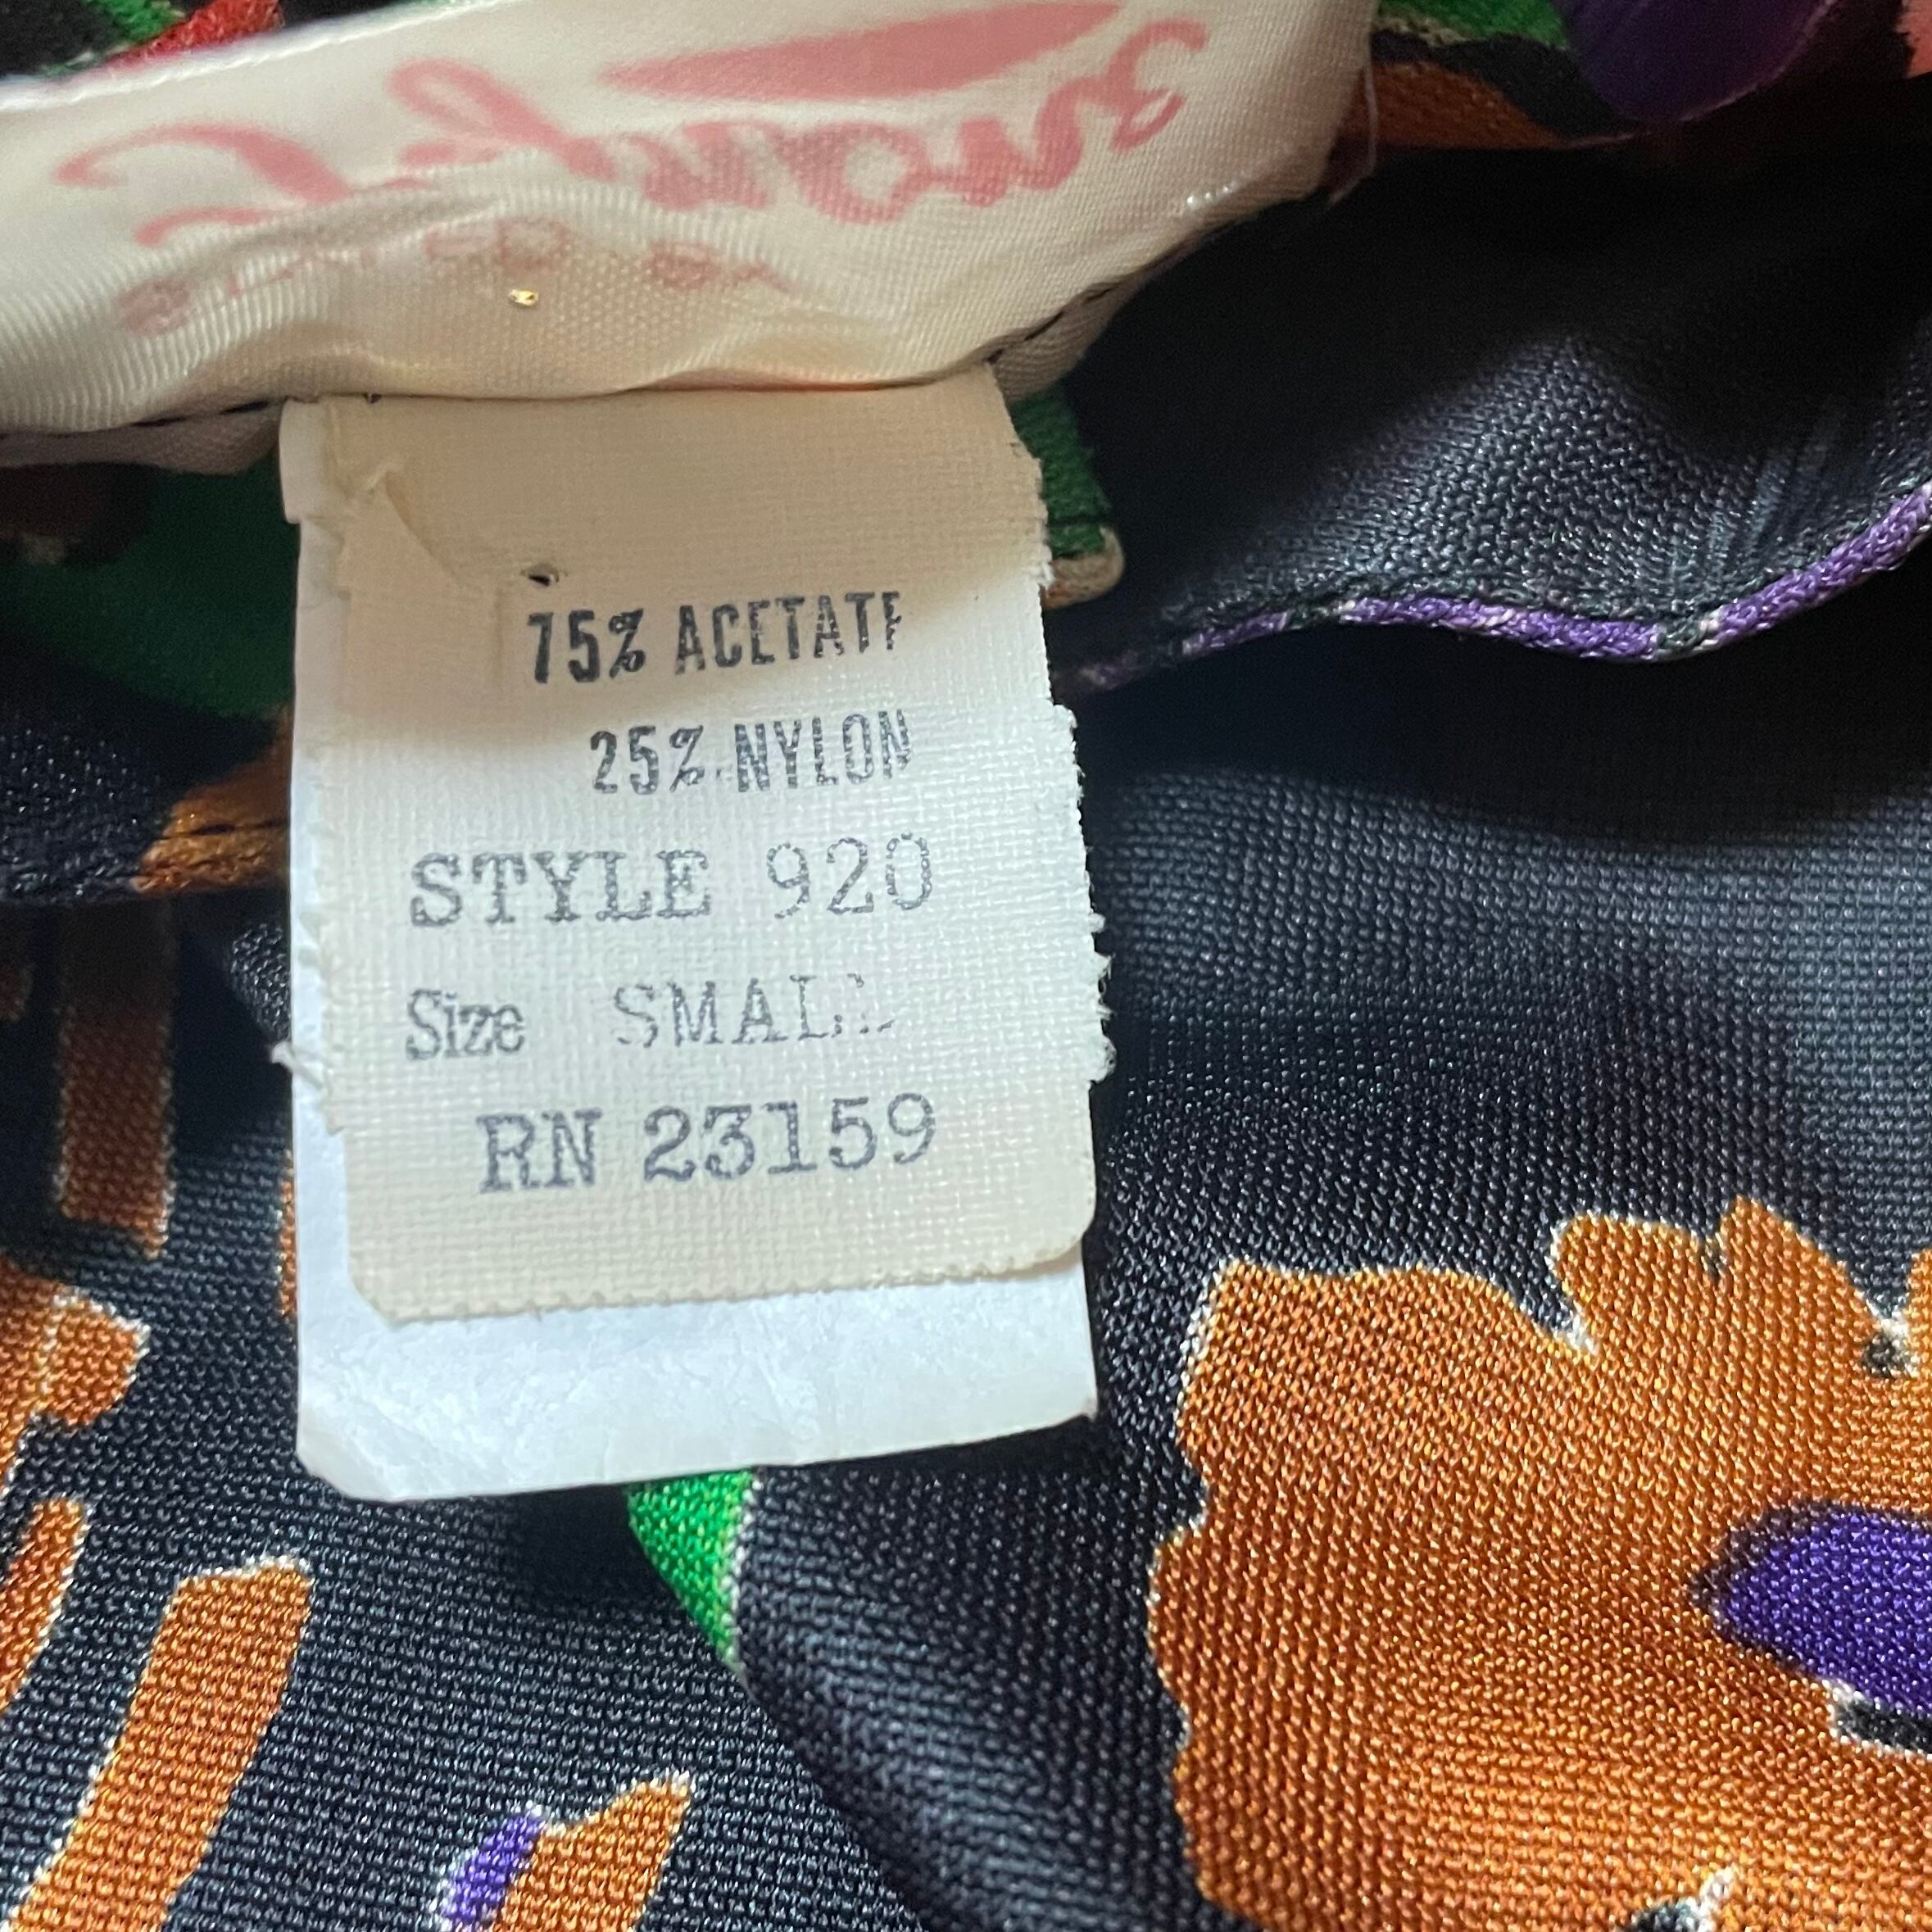 75% ACETATE
25% NYLON
STYLE 920
Size SMALL
RN 23159